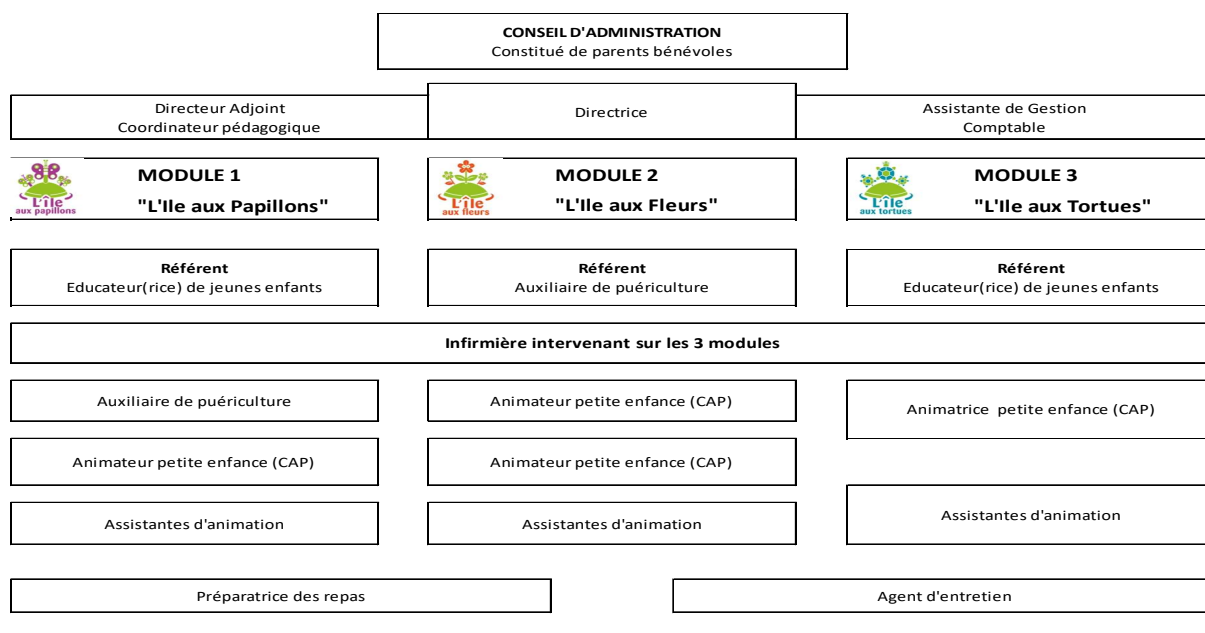 CONSEIL D'ADMINISTRATION
Constitué de parents bénévoles
Directeur Adjoint
Coordinateur pédagogique
Directrice
Assistante de Gestion
Comptable
L'île
aux papillons
MODULE 1
"L'Ile aux Papillons"
L'île
aux fleurs
MODULE 2
"L'Ile aux Fleurs"
L'île
aux tortues
MODULE 3
"L'Ile aux Tortues"
Référent
Educateur(rice) de jeunes enfants
Référent
Auxiliaire de puériculture
Référent
Educateur(rice) de jeunes enfants
Infirmière intervenant sur les 3 modules
Auxiliaire de puériculture
Animateur petite enfance (CAP)
Animatrice petite enfance (CAP)
Animateur petite enfance (CAP)
Animateur petite enfance (CAP)
Assistantes d'animation
Assistantes d'animation
Assistantes d'animation
Préparatrice des repas
Agent d'entretien